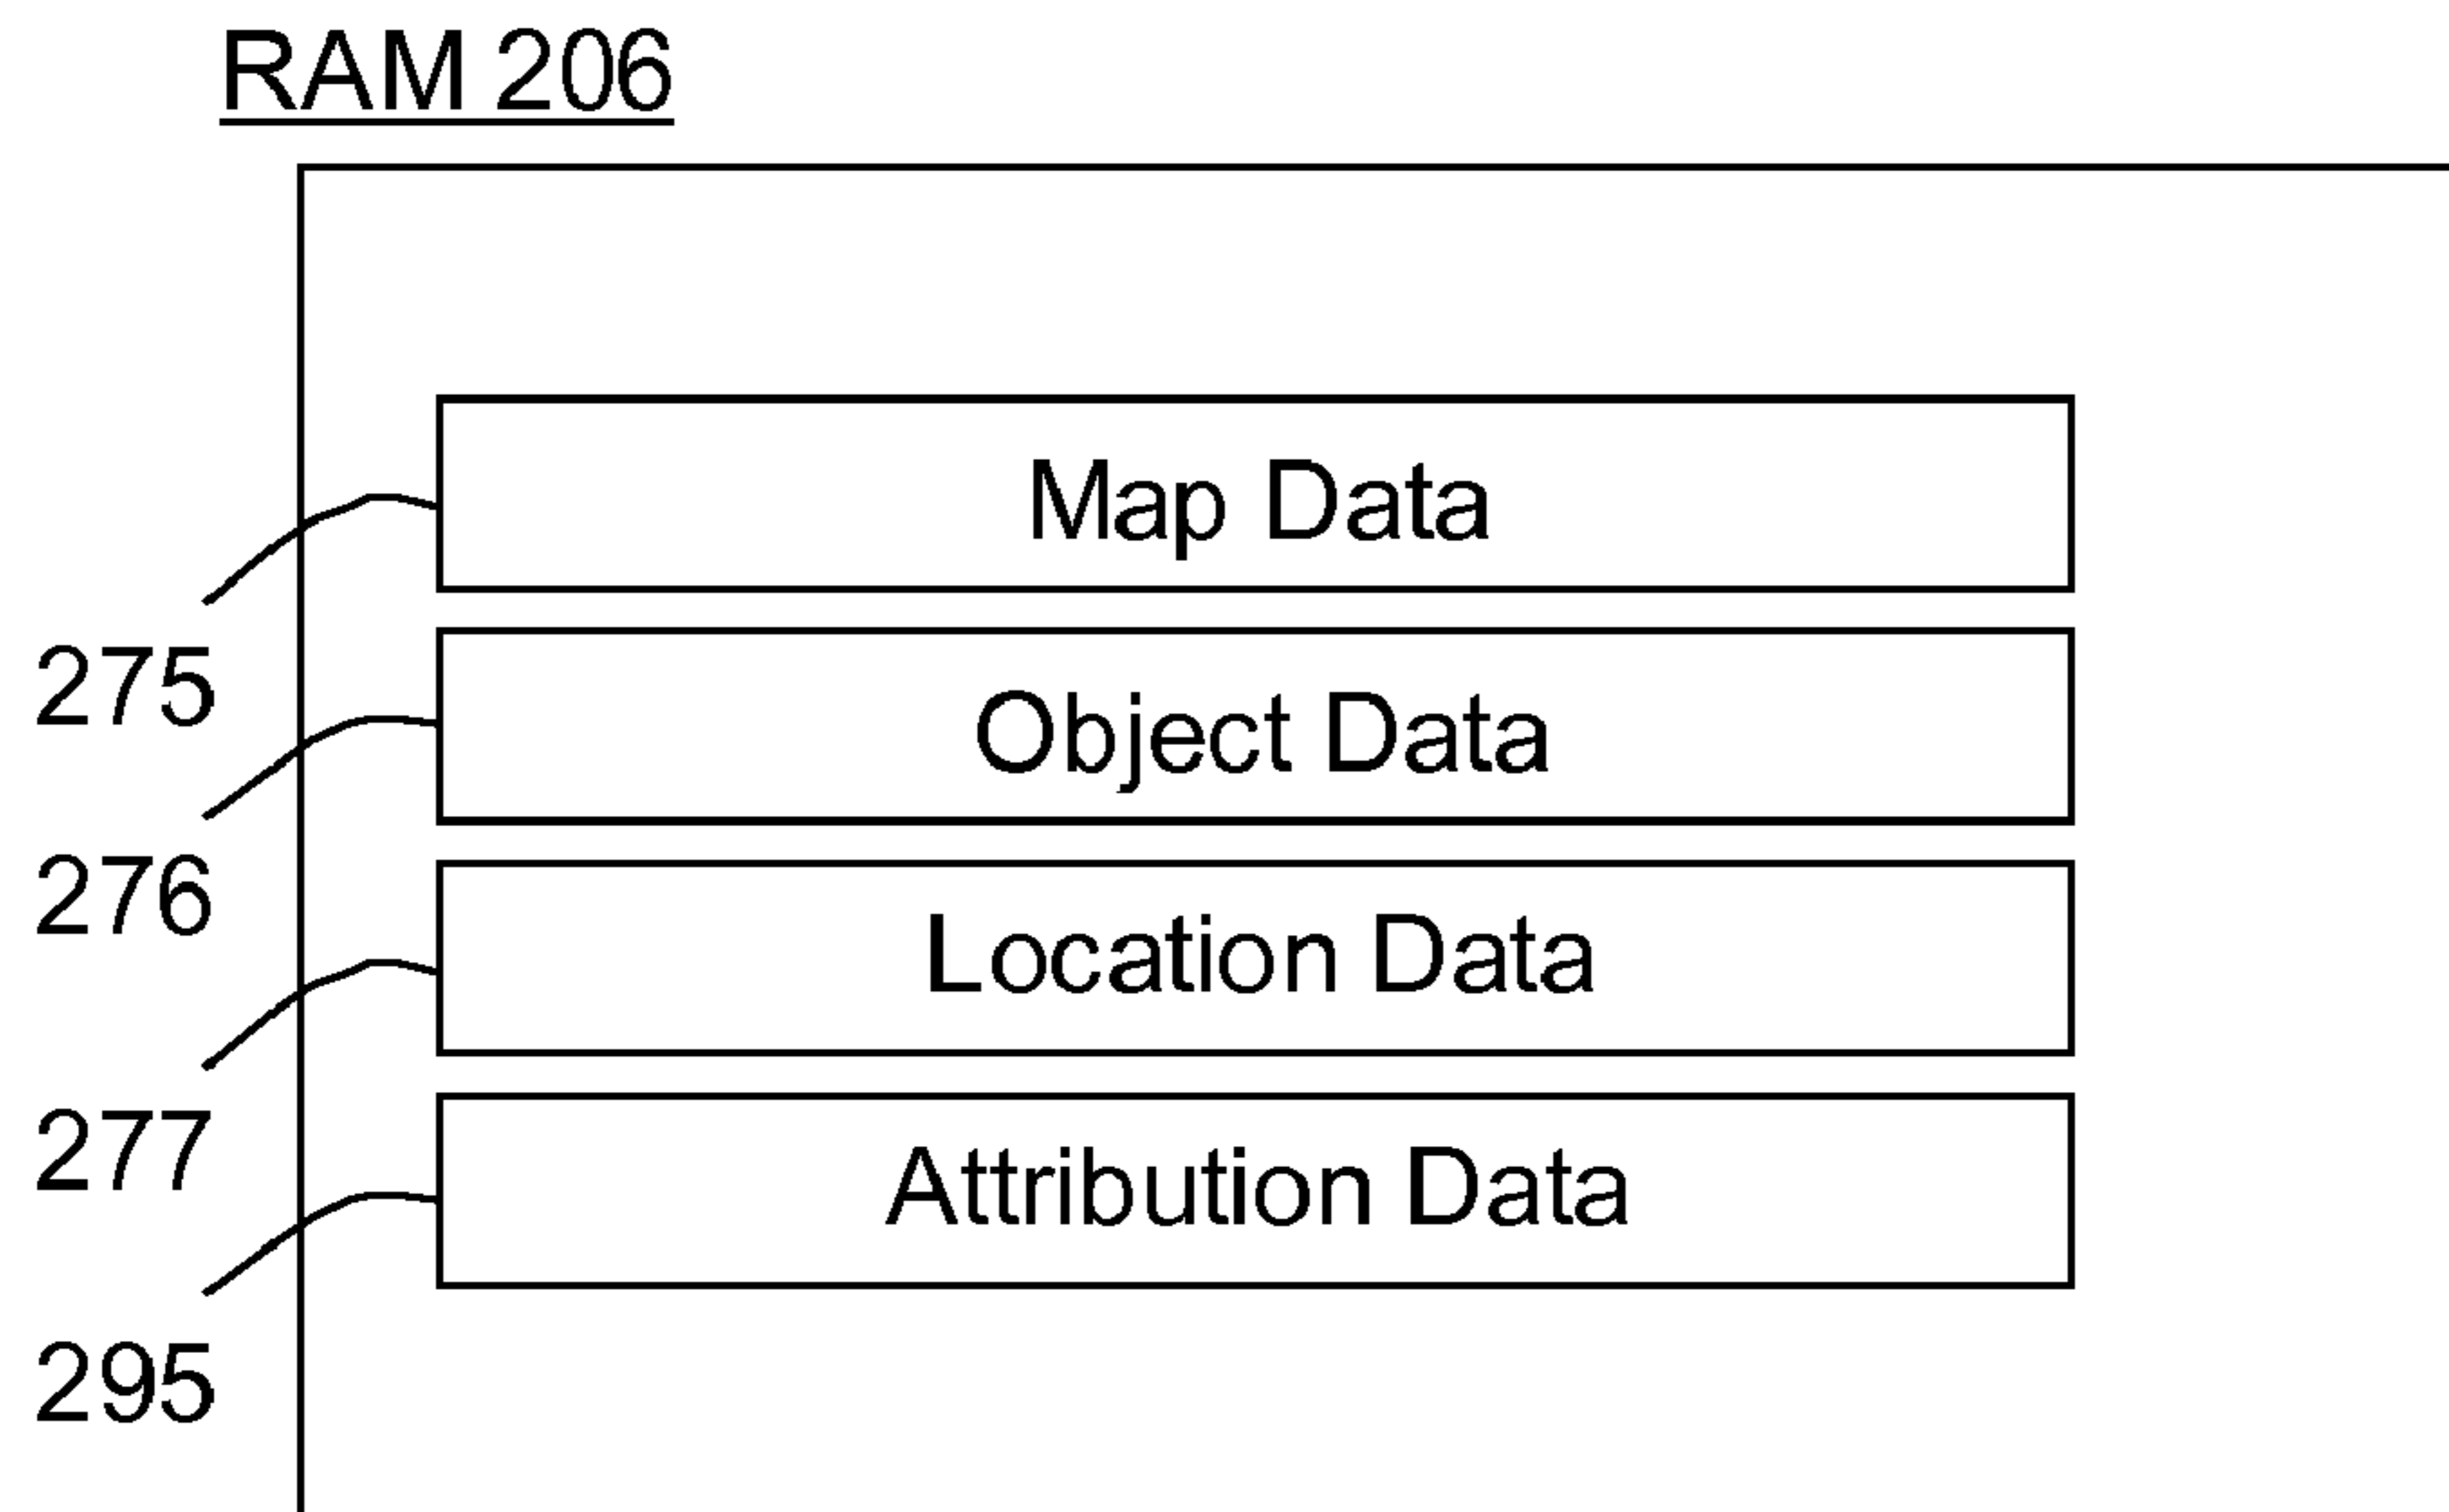 RAM 206
Map Data
275
Object Data
276
Location Data
277
Attribution Data
295